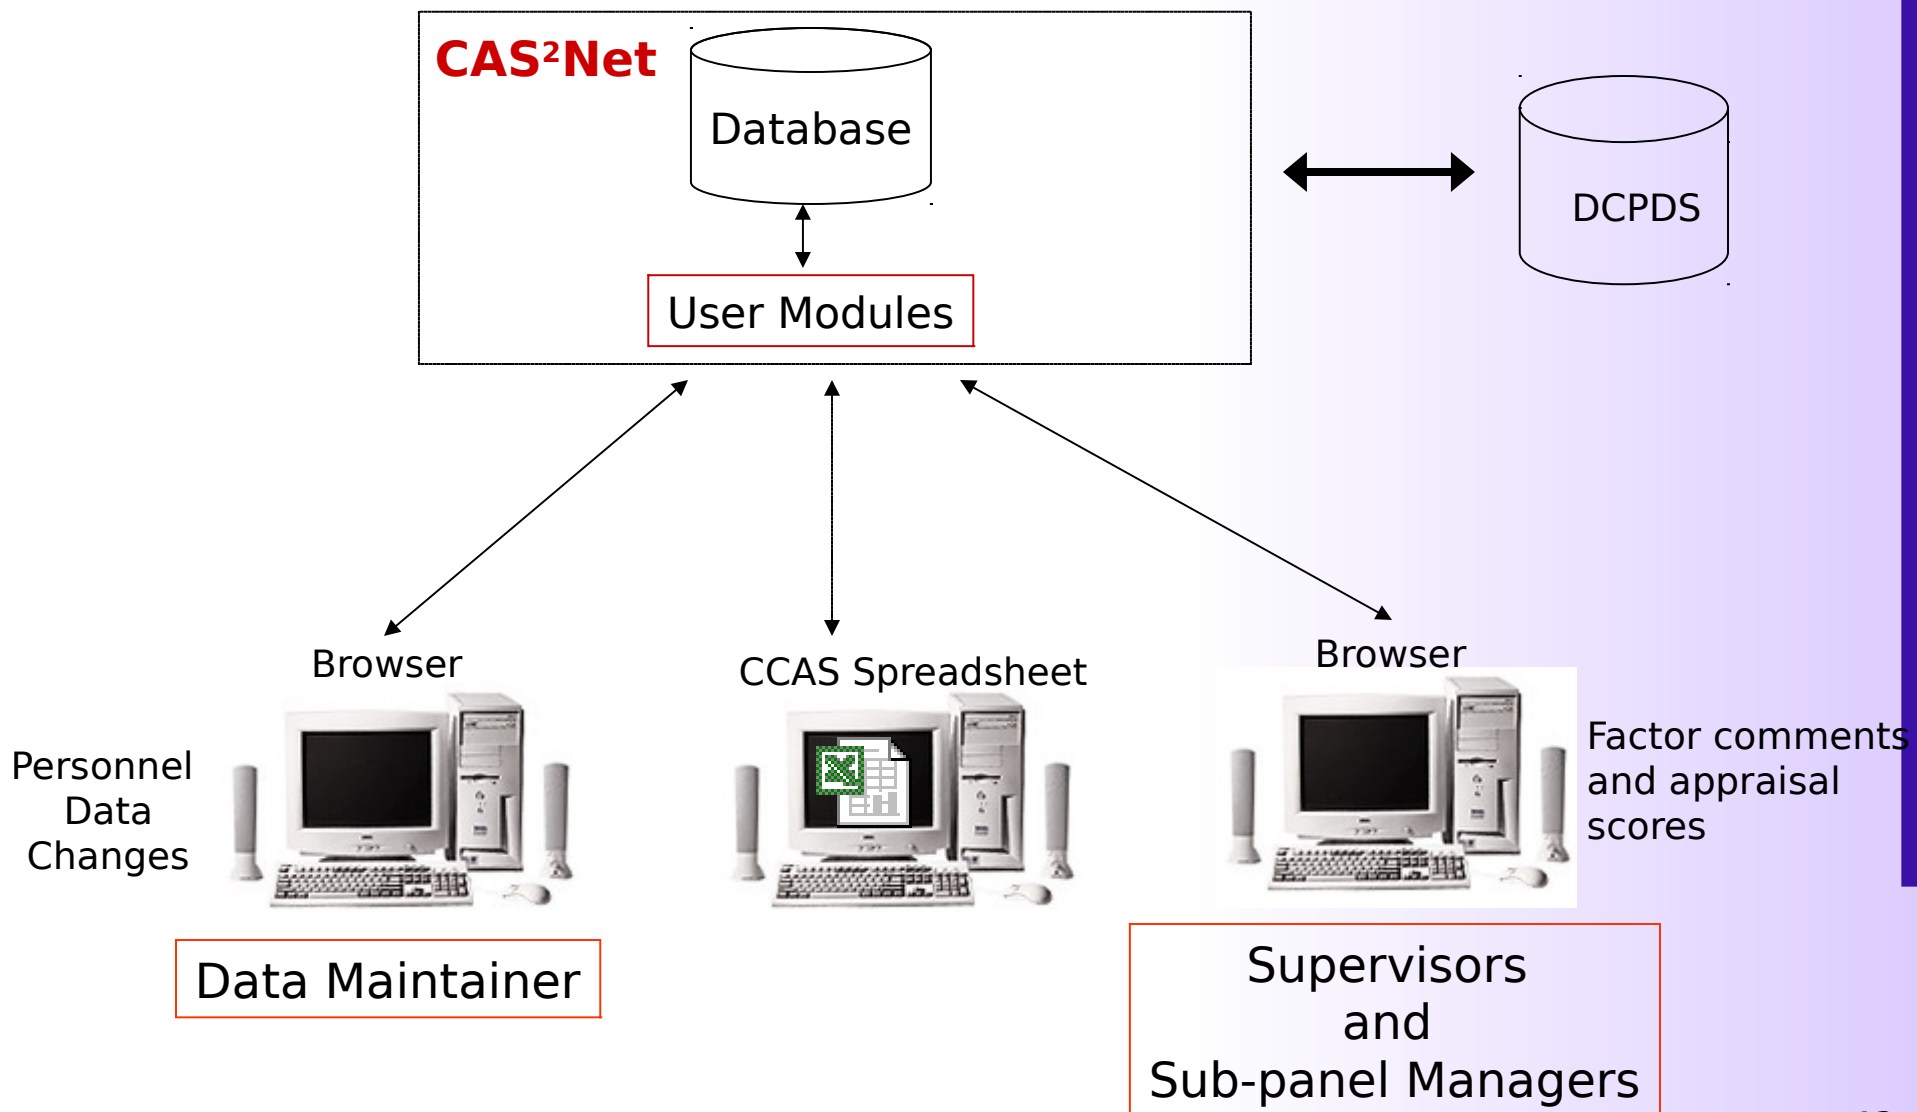 CAS²Net
Database
DCPDS
User Modules
Browser
CCAS Spreadsheet
Browser
Personnel
Data
Changes
Factor comments
and appraisal
scores
Data Maintainer
Supervisors
and
Sub-panel Managers